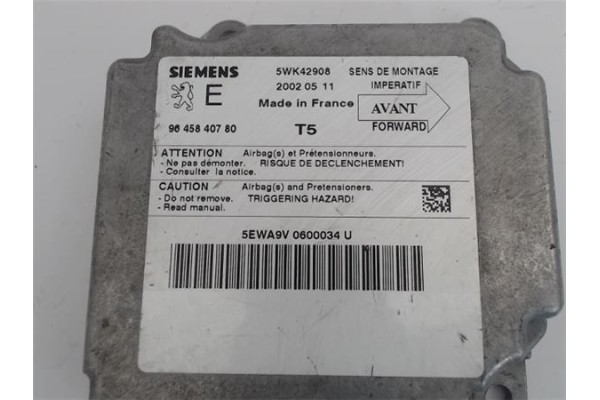 SIEMENS 5WK42908 SENS DE MONTAGE
E 2002 05 11 IMPERATIF
Made in France AVANT
96 458 407 80 T5 FORWARD
ATTENTION Airbag(s) et Prétensionneurs.
- Ne pas démonter. RISQUE DE DECLENCHEMENT!
- Consulter la notice.
CAUTION Airbag(s) and Pretensioners.
- Do not remove. TRIGGERING HAZARD!
- Read manual.
5EWA9V 0600034 U